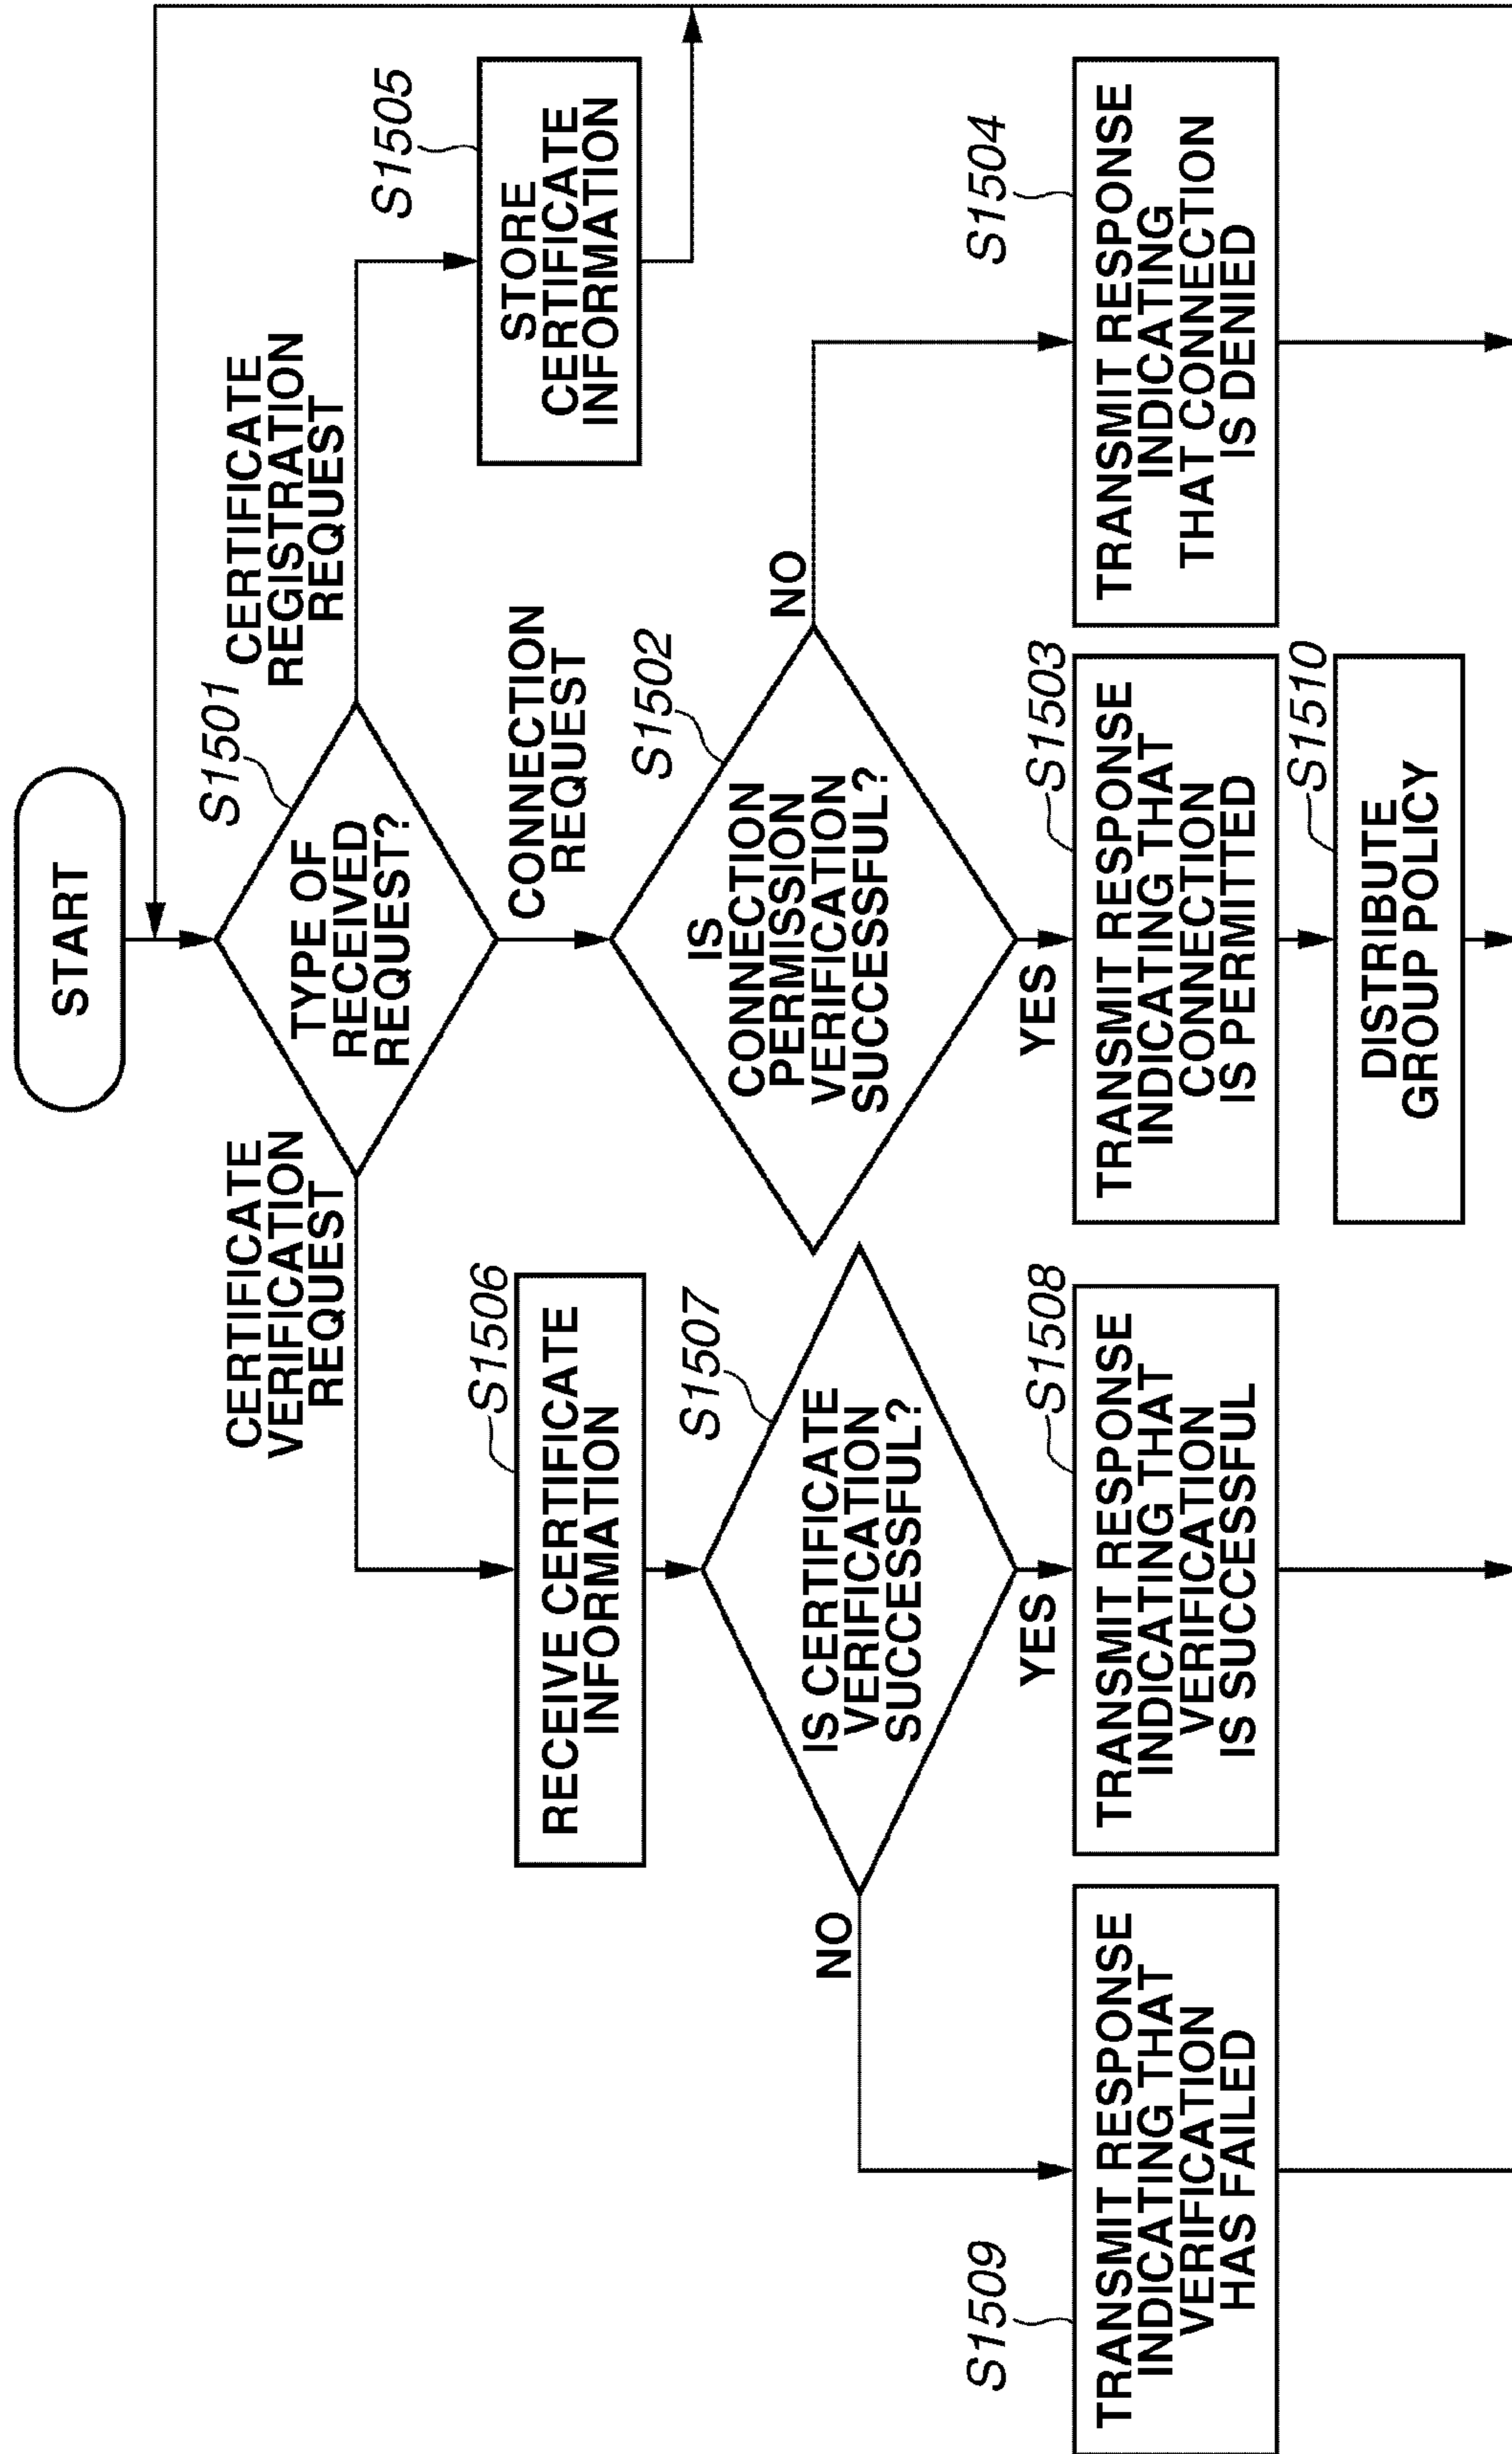 START
S1501
TYPE OF
RECEIVED
REQUEST?
CERTIFICATE
VERIFICATION
REQUEST
CERTIFICATE
REGISTRATION
REQUEST
CONNECTION
REQUEST
S1505
STORE
CERTIFICATE
INFORMATION
S1506
RECEIVE CERTIFICATE
INFORMATION
S1502
IS
CONNECTION
PERMISSION
VERIFICATION
SUCCESSFUL?
NO
YES
S1507
IS CERTIFICATE
VERIFICATION
SUCCESSFUL?
NO
YES
S1509
TRANSMIT RESPONSE
INDICATING THAT
VERIFICATION
HAS FAILED
S1508
TRANSMIT RESPONSE
INDICATING THAT
VERIFICATION
IS SUCCESSFUL
S1503
TRANSMIT RESPONSE
INDICATING THAT
CONNECTION
IS PERMITTED
S1504
TRANSMIT RESPONSE
INDICATING
THAT CONNECTION
IS DENIED
S1510
DISTRIBUTE
GROUP POLICY